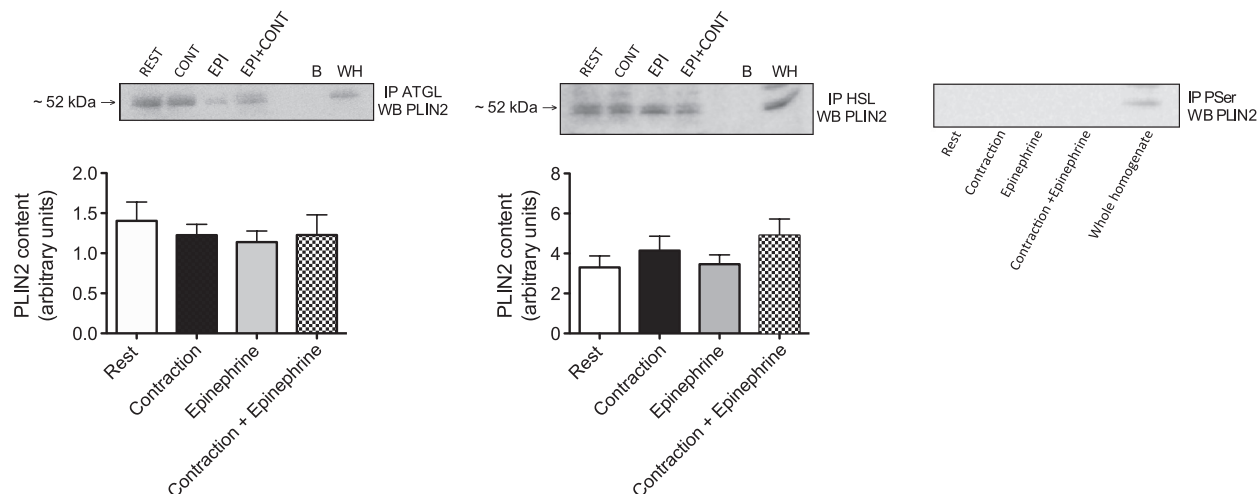 REST CONT EPI EPI+CONT B WH
~ 52 kDa →
IP ATGL
WB PLIN2
PLIN2 content
(arbitrary units)
2.0
1.5
1.0
0.5
0.0
Rest
Contraction
Epinephrine
Contraction + Epinephrine
REST CONT EPI EPI+CONT B WH
~ 52 kDa →
IP HSL
WB PLIN2
PLIN2 content
(arbitrary units)
8
6
4
2
0
Rest
Contraction
Epinephrine
Contraction + Epinephrine
IP PSer
WB PLIN2
Rest
Contraction
Epinephrine
Contraction +Epinephrine
Whole homogenate